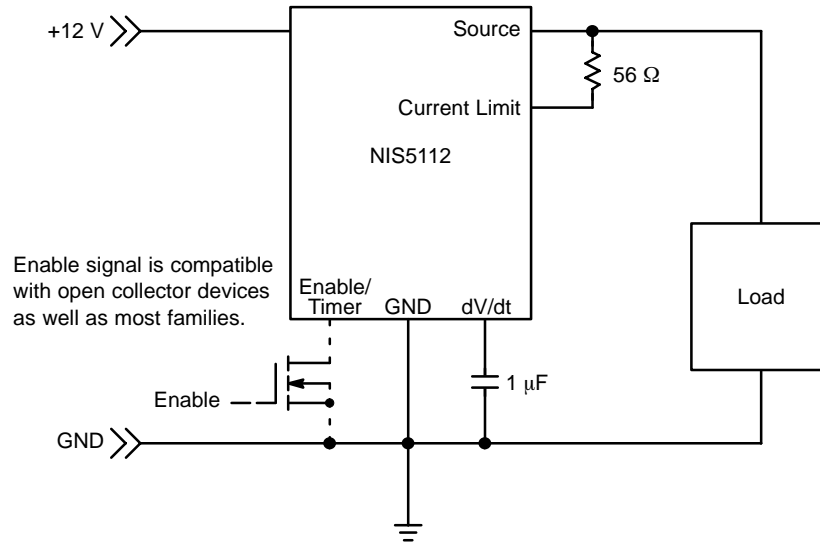 +12 V
Source
56 Ω
Current Limit
NIS5112
Enable signal is compatible
with open collector devices
as well as most families.
Enable/
Timer
GND
dV/dt
Load
1 μF
Enable
GND